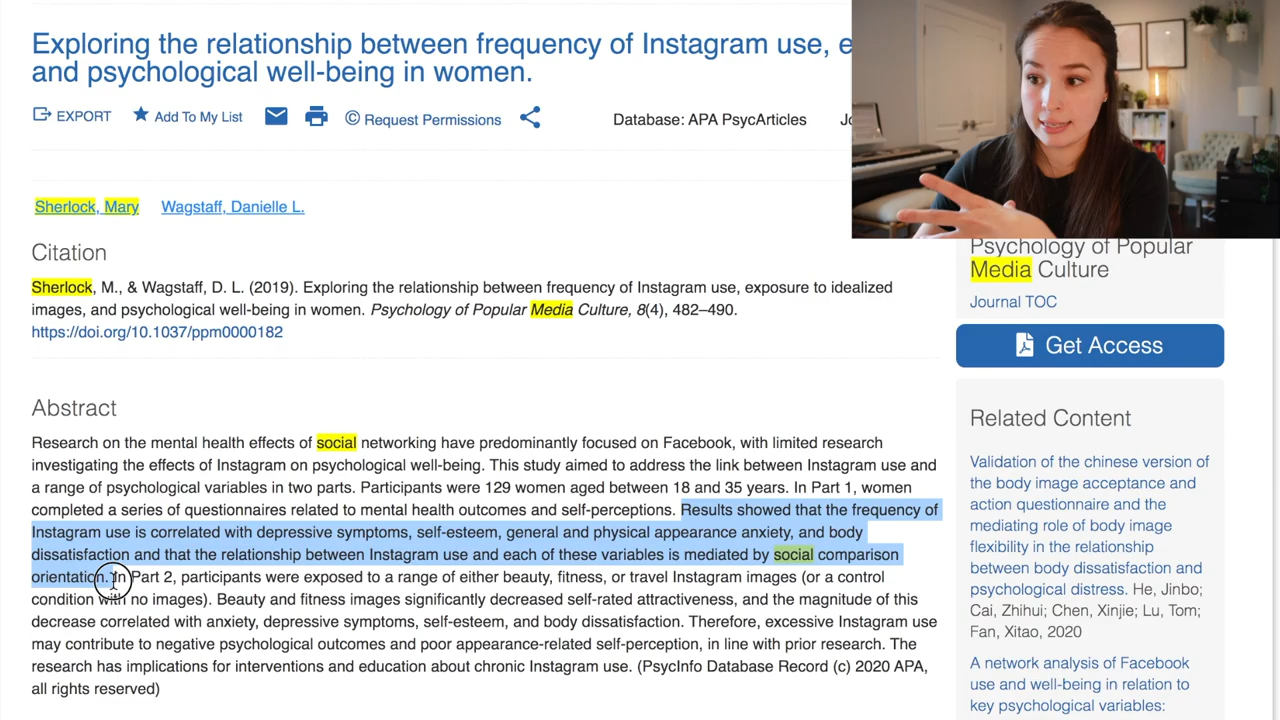 Exploring the relationship between frequency of Instagram use, e
and psychological well-being in women.
EXPORT Add To My List © Request Permissions Database: APA PsycArticles
Sherlock, Mary Wagstaff, Danielle L.
Citation
Sherlock, M., & Wagstaff, D. L. (2019). Exploring the relationship between frequency of Instagram use, exposure to idealized
images, and psychological well-being in women. Psychology of Popular Media Culture, 8(4), 482–490.
https://doi.org/10.1037/ppm0000182
Abstract
Research on the mental health effects of social networking have predominantly focused on Facebook, with limited research
investigating the effects of Instagram on psychological well-being. This study aimed to address the link between Instagram use and
a range of psychological variables in two parts. Participants were 129 women aged between 18 and 35 years. In Part 1, women
completed a series of questionnaires related to mental health outcomes and self-perceptions. Results showed that the frequency of
Instagram use is correlated with depressive symptoms, self-esteem, general and physical appearance anxiety, and body
dissatisfaction and that the relationship between Instagram use and each of these variables is mediated by social comparison
orientation. In Part 2, participants were exposed to a range of either beauty, fitness, or travel Instagram images (or a control
condition with no images). Beauty and fitness images significantly decreased self-rated attractiveness, and the magnitude of this
decrease correlated with anxiety, depressive symptoms, self-esteem, and body dissatisfaction. Therefore, excessive Instagram use
may contribute to negative psychological outcomes and poor appearance-related self-perception, in line with prior research. The
research has implications for interventions and education about chronic Instagram use. (PsycInfo Database Record (c) 2020 APA,
all rights reserved)
Psychology of Popular
Media Culture
Journal TOC
Get Access
Related Content
Validation of the chinese version of
the body image acceptance and
action questionnaire and the
mediating role of body image
flexibility in the relationship
between body dissatisfaction and
psychological distress. He, Jinbo;
Cai, Zhihui; Chen, Xinjie; Lu, Tom;
Fan, Xitao, 2020
A network analysis of Facebook
use and well-being in relation to
key psychological variables: